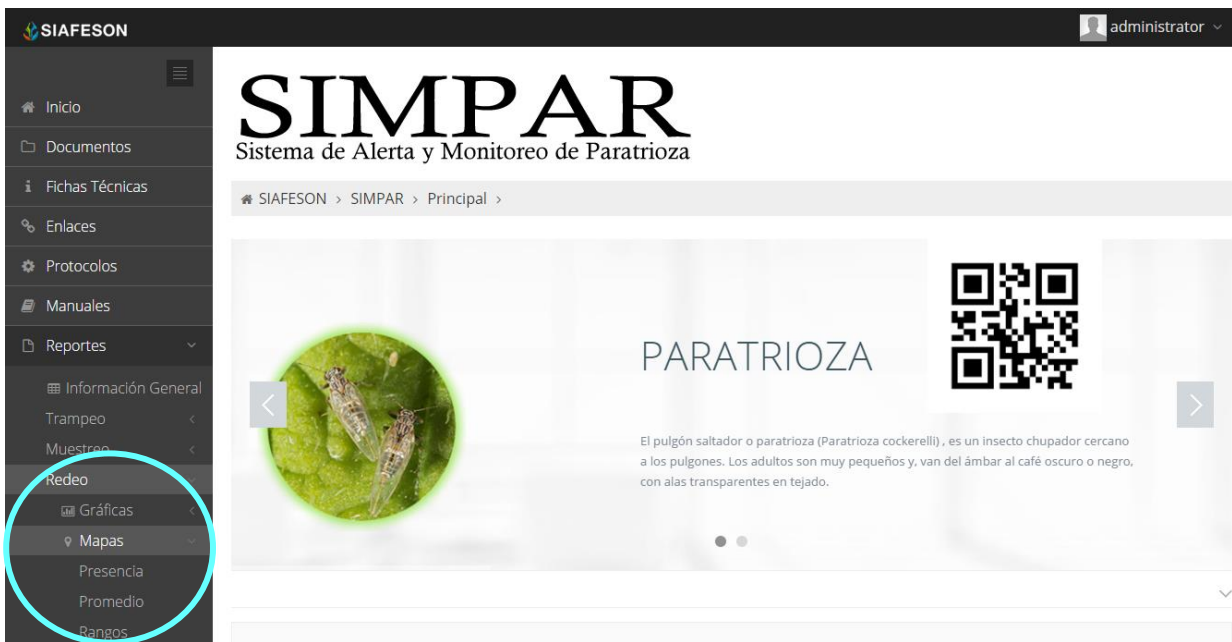 SIAFESON
administrator
Inicio
Documentos
Fichas Técnicas
Enlaces
Protocolos
Manuales
Reportes
Información General
Trampeo
Muestreo
Redeo
Gráficas
Mapas
Presencia
Promedio
Rangos
SIMPAR
Sistema de Alerta y Monitoreo de Paratrioza
SIAFESON > SIMPAR > Principal >
PARATRIOZA
El pulgón saltador o paratrioza (Paratrioza cockerelli) , es un insecto chupador cercano
a los pulgones. Los adultos son muy pequeños y, van del ámbar al café oscuro o negro,
con alas transparentes en tejado.